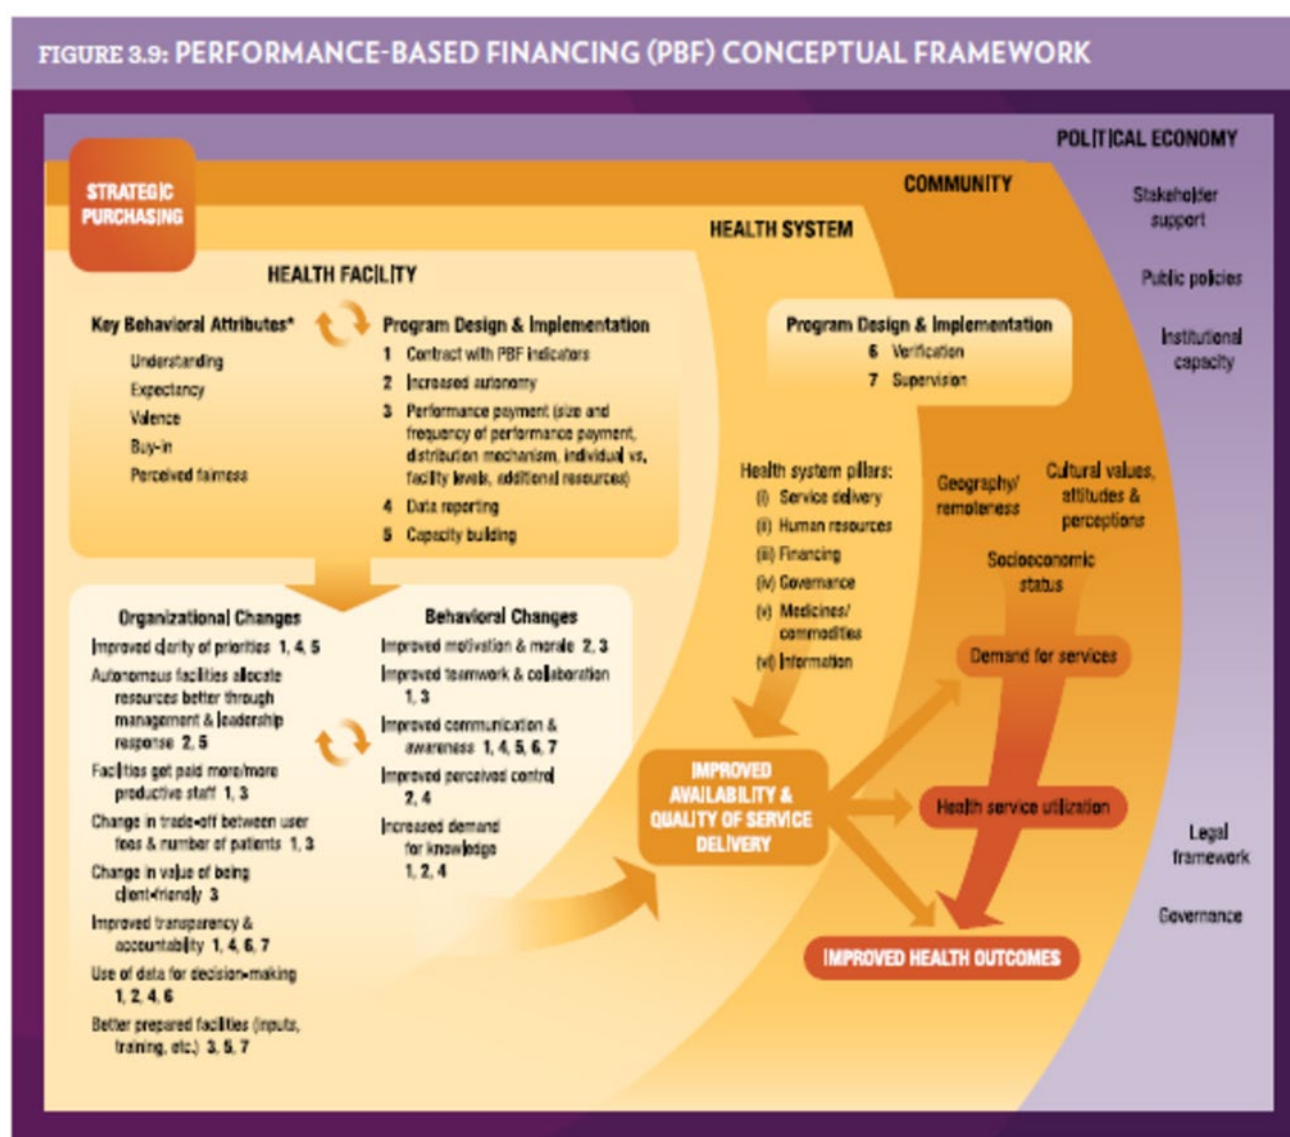 FIGURE 3.9: PERFORMANCE-BASED FINANCING (PBF) CONCEPTUAL FRAMEWORK
STRATEGIC
PURCHASING
HEALTH FACILITY
Key Behavioral Attributes*
Understanding
Expectancy
Valence
Buy-in
Perceived fairness
Program Design & Implementation
1 Contract with PBF indicators
2 Increased autonomy
3 Performance payment (size and
frequency of performance payment,
distribution mechanism, individual vs.
facility levels, additional resources)
4 Data reporting
5 Capacity building
Organizational Changes
Improved clarity of priorities 1, 4, 5
Autonomous facilities allocate
resources better through
management & leadership
response 2, 5
Facilities get paid more/more
productive staff 1, 3
Change in trade-off between user
fees & number of patients 1, 3
Change in value of being
client-friendly 3
Improved transparency &
accountability 1, 4, 6, 7
Use of data for decision-making
1, 2, 4, 6
Better prepared facilities (inputs,
training, etc.) 3, 5, 7
Behavioral Changes
Improved motivation & morale 2, 3
Improved teamwork & collaboration
1, 3
Improved communication &
awareness 1, 4, 5, 6, 7
Improved perceived control
2, 4
Increased demand
for knowledge
1, 2, 4
HEALTH SYSTEM
Program Design & Implementation
6 Verification
7 Supervision
Health system pillars:
(i) Service delivery
(ii) Human resources
(iii) Financing
(iv) Governance
(v) Medicines/
commodities
(vi) Information
IMPROVED
AVAILABILITY &
QUALITY OF SERVICE
DELIVERY
COMMUNITY
Geography/
remoteness
Cultural values,
attitudes &
perceptions
Socioeconomic
status
Demand for services
Health service utilization
IMPROVED HEALTH OUTCOMES
POLITICAL ECONOMY
Stakeholder
support
Public policies
Institutional
capacity
Legal
framework
Governance